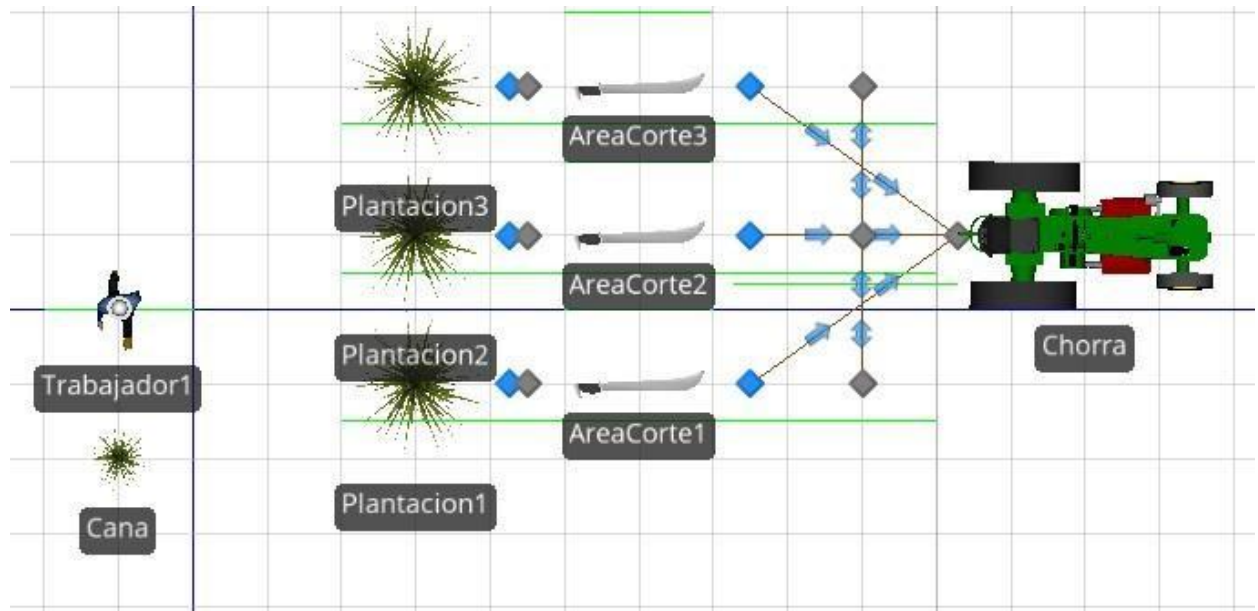 AreaCorte3
Plantacion3
AreaCorte2
Plantacion2
Chorra
Trabajador1
AreaCorte1
Plantacion1
Cana